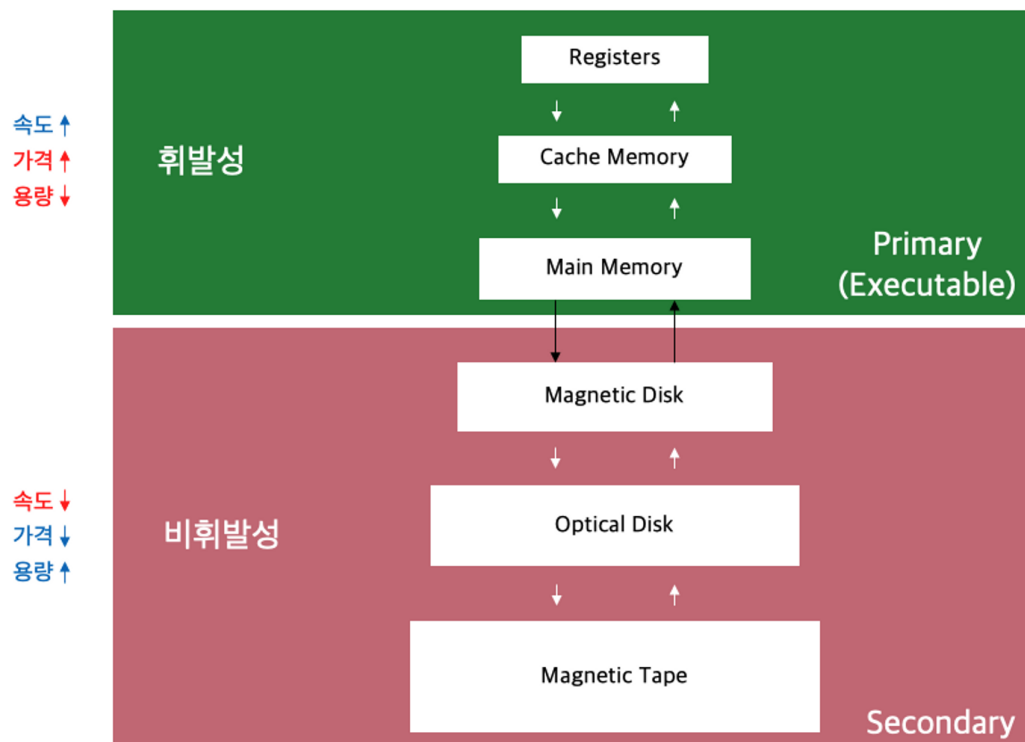 Registers
속도 ↑
가격 ↑
용량 ↓
휘발성
Cache Memory
Main Memory
Primary
(Executable)
Magnetic Disk
속도 ↓
가격 ↓
용량 ↑
비휘발성
Optical Disk
Magnetic Tape
Secondary